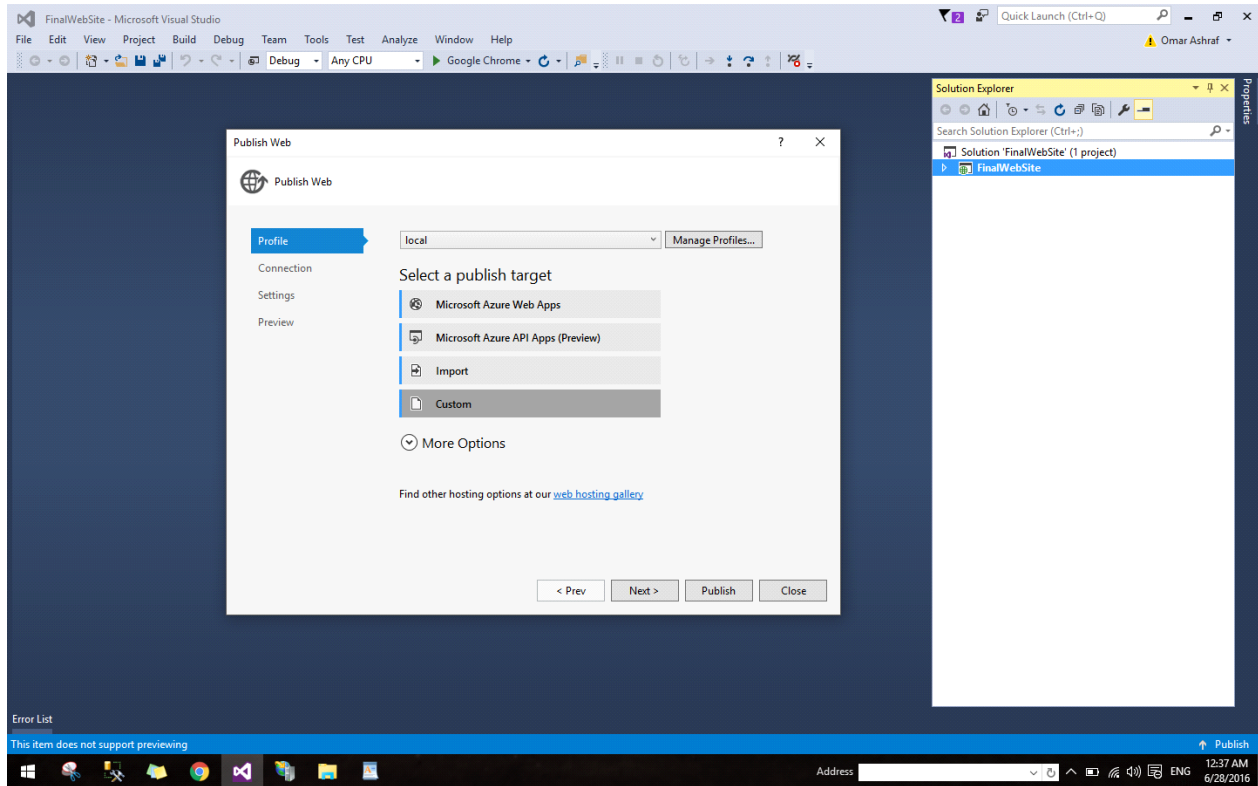 FinalWebSite - Microsoft Visual Studio
2
Quick Launch (Ctrl+Q)
File Edit View Project Build Debug Team Tools Test Analyze Window Help
Omar Ashraf
Debug Any CPU Google Chrome
Solution Explorer
Properties
Search Solution Explorer (Ctrl+;)
Solution 'FinalWebSite' (1 project)
FinalWebSite
Publish Web
?
Publish Web
Profile
Connection
Settings
Preview
local
Manage Profiles...
Select a publish target
Microsoft Azure Web Apps
Microsoft Azure API Apps (Preview)
Import
Custom
More Options
Find other hosting options at our web hosting gallery
< Prev Next > Publish Close
Error List
This item does not support previewing
Publish
Address
ENG
12:37 AM
6/28/2016